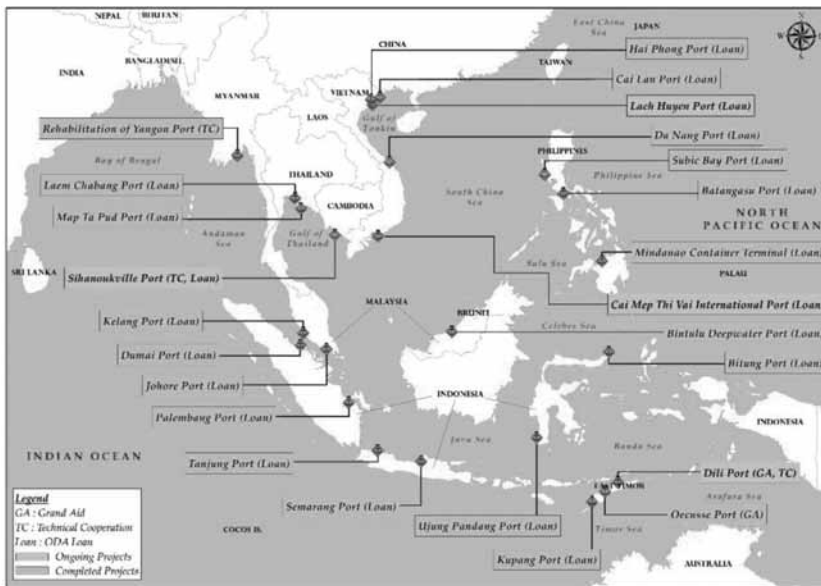 NEPAL
BHUTAN
East China
Sea
JAPAN
CHINA
Hai Phong Port (Loan)
BANGLADESH
TAIWAN
INDIA
Cai Lan Port (Loan)
VIETNAM
MYANMAR
Lach Huyen Port (Loan)
LAOS
Gulf of
Tonkin
Rehabilitation of Yangon Port (TC)
Da Nang Port (Loan)
Bay of Bengal
PHILIPPINES
Subic Bay Port (Loan)
THAILAND
Philippine Sea
Laem Chabang Port (Loan)
South China
Sea
Batangasu Port (Loan)
CAMBODIA
Map Ta Pud Port (Loan)
NORTH
PACIFIC OCEAN
Andaman
Sea
Gulf of
Thailand
Mindanao Container Terminal (Loan)
SRI LANKA
Sulu Sea
PALAU
Sihanoukville Port (TC, Loan)
MALAYSIA
Cai Mep Thi Vai International Port (Loan)
BRUNEI
Kelang Port (Loan)
Celebes Sea
Bintulu Deepwater Port (Loan)
Dumai Port (Loan)
Bitung Port (Loan)
Johore Port (Loan)
INDONESIA
Palembang Port (Loan)
INDONESIA
INDIAN OCEAN
Java Sea
Banda Sea
Tanjung Port (Loan)
Dili Port (GA, TC)
EAST TIMOR
Arafura Sea
Semarang Port (Loan)
Oecusse Port (GA)
Ujung Pandang Port (Loan)
Timor Sea
COCOS IS.
Kupang Port (Loan)
AUSTRALIA
Legend
GA : Grand Aid
TC : Technical Cooperation
Loan : ODA Loan
Ongoing Projects
Completed Projects